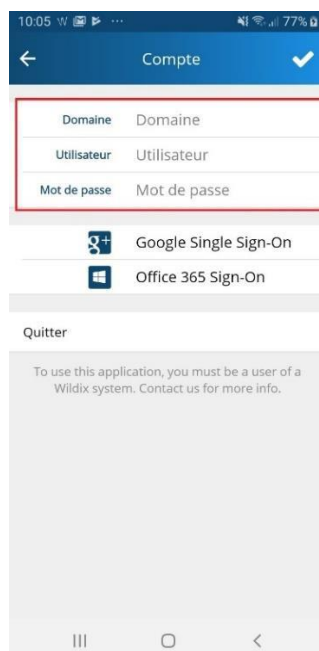 10:05 W ... 77%
Compte
Domaine Domaine
Utilisateur Utilisateur
Mot de passe Mot de passe
g+ Google Single Sign-On
Office 365 Sign-On
Quitter
To use this application, you must be a user of a
Wildix system. Contact us for more info.